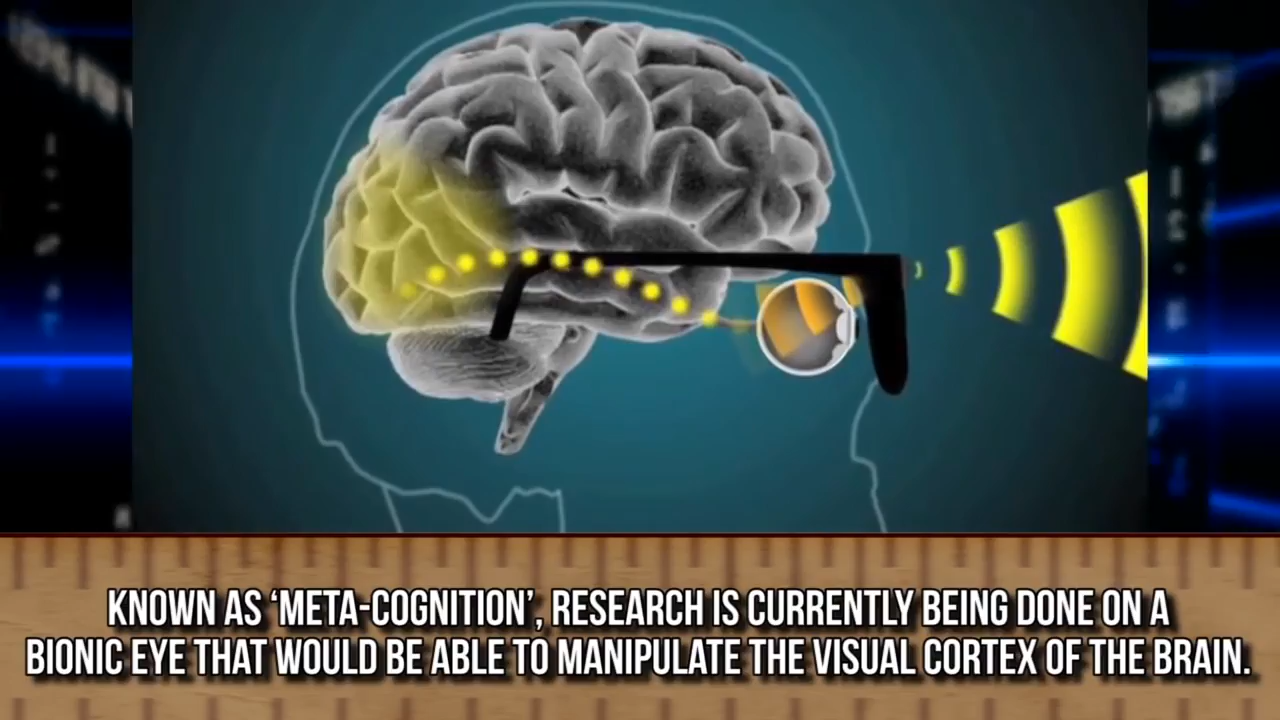 KNOWN AS ‘META-COGNITION’, RESEARCH IS CURRENTLY BEING DONE ON A
BIONIC EYE THAT WOULD BE ABLE TO MANIPULATE THE VISUAL CORTEX OF THE BRAIN.